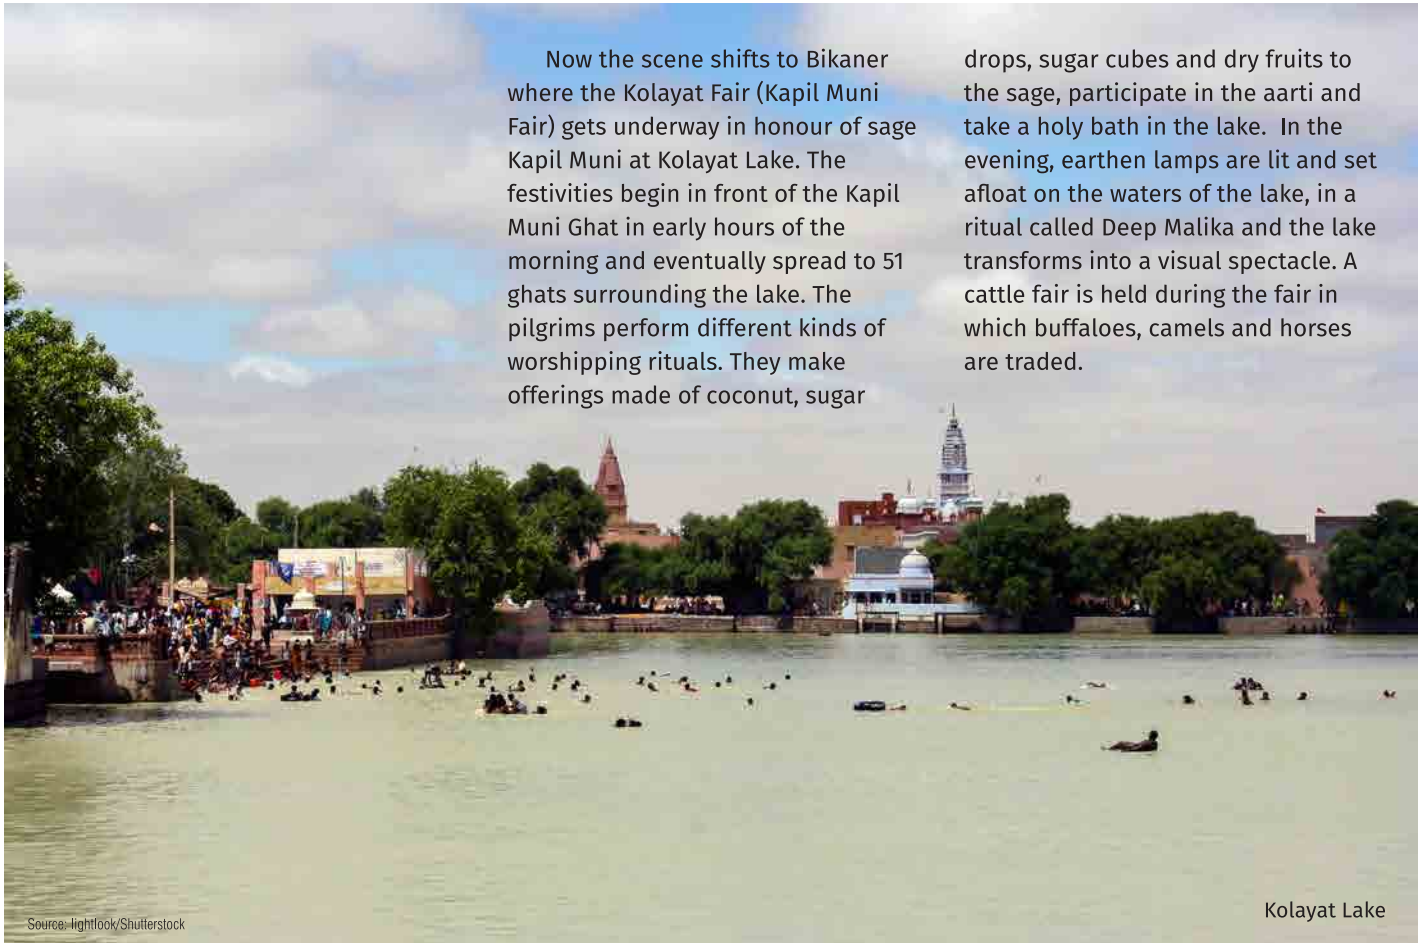 Now the scene shifts to Bikaner
where the Kolayat Fair (Kapil Muni
Fair) gets underway in honour of sage
Kapil Muni at Kolayat Lake. The
festivities begin in front of the Kapil
Muni Ghat in early hours of the
morning and eventually spread to 51
ghats surrounding the lake. The
pilgrims perform different kinds of
worshipping rituals. They make
offerings made of coconut, sugar
drops, sugar cubes and dry fruits to
the sage, participate in the aarti and
take a holy bath in the lake.  In the
evening, earthen lamps are lit and set
afloat on the waters of the lake, in a
ritual called Deep Malika and the lake
transforms into a visual spectacle. A
cattle fair is held during the fair in
which buffaloes, camels and horses
are traded.
Source: lightlook/Shutterstock
Kolayat Lake